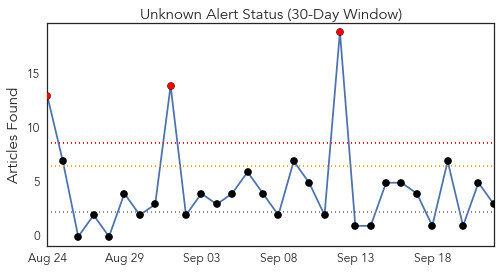 Unknown Alert Status (30-Day Window)
Articles Found
15
10
5
0
Aug 24 Aug 29 Sep 03 Sep 08 Sep 13 Sep 18